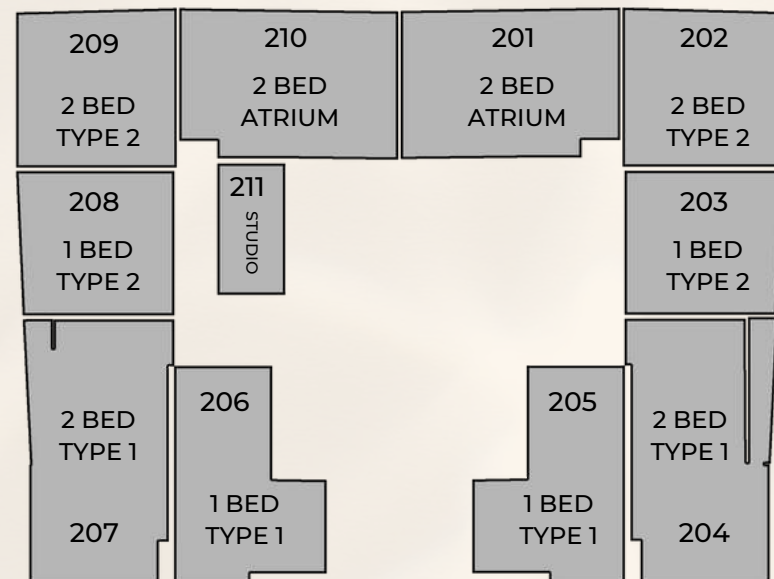 209
2 BED
TYPE 2
210
2 BED
ATRIUM
201
2 BED
ATRIUM
202
2 BED
TYPE 2
208
1 BED
TYPE 2
211
STUDIO
203
1 BED
TYPE 2
2 BED
TYPE 1
207
206
1 BED
TYPE 1
205
1 BED
TYPE 1
2 BED
TYPE 1
204